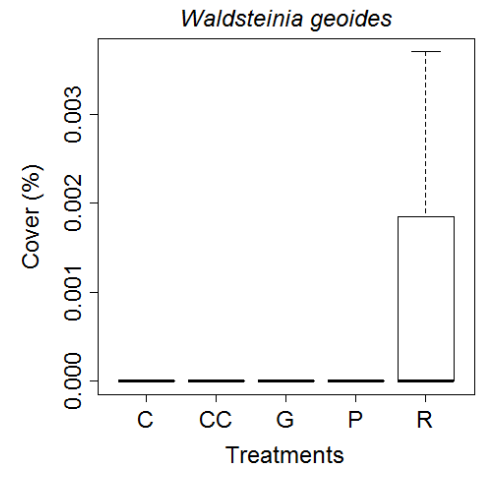 Waldsteinia geoides
Cover (%)
0.003
0.002
0.001
0.000
C CC G P R
Treatments